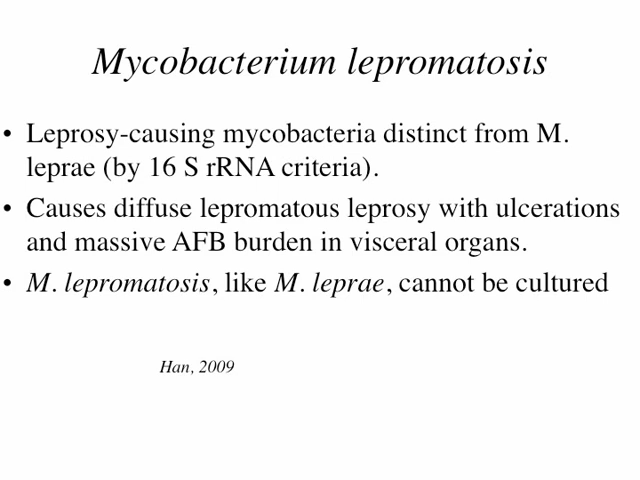 Mycobacterium lepromatosis
• Leprosy-causing mycobacteria distinct from M.
leprae (by 16 S rRNA criteria).
• Causes diffuse lepromatous leprosy with ulcerations
and massive AFB burden in visceral organs.
• M. lepromatosis, like M. leprae, cannot be cultured
Han, 2009